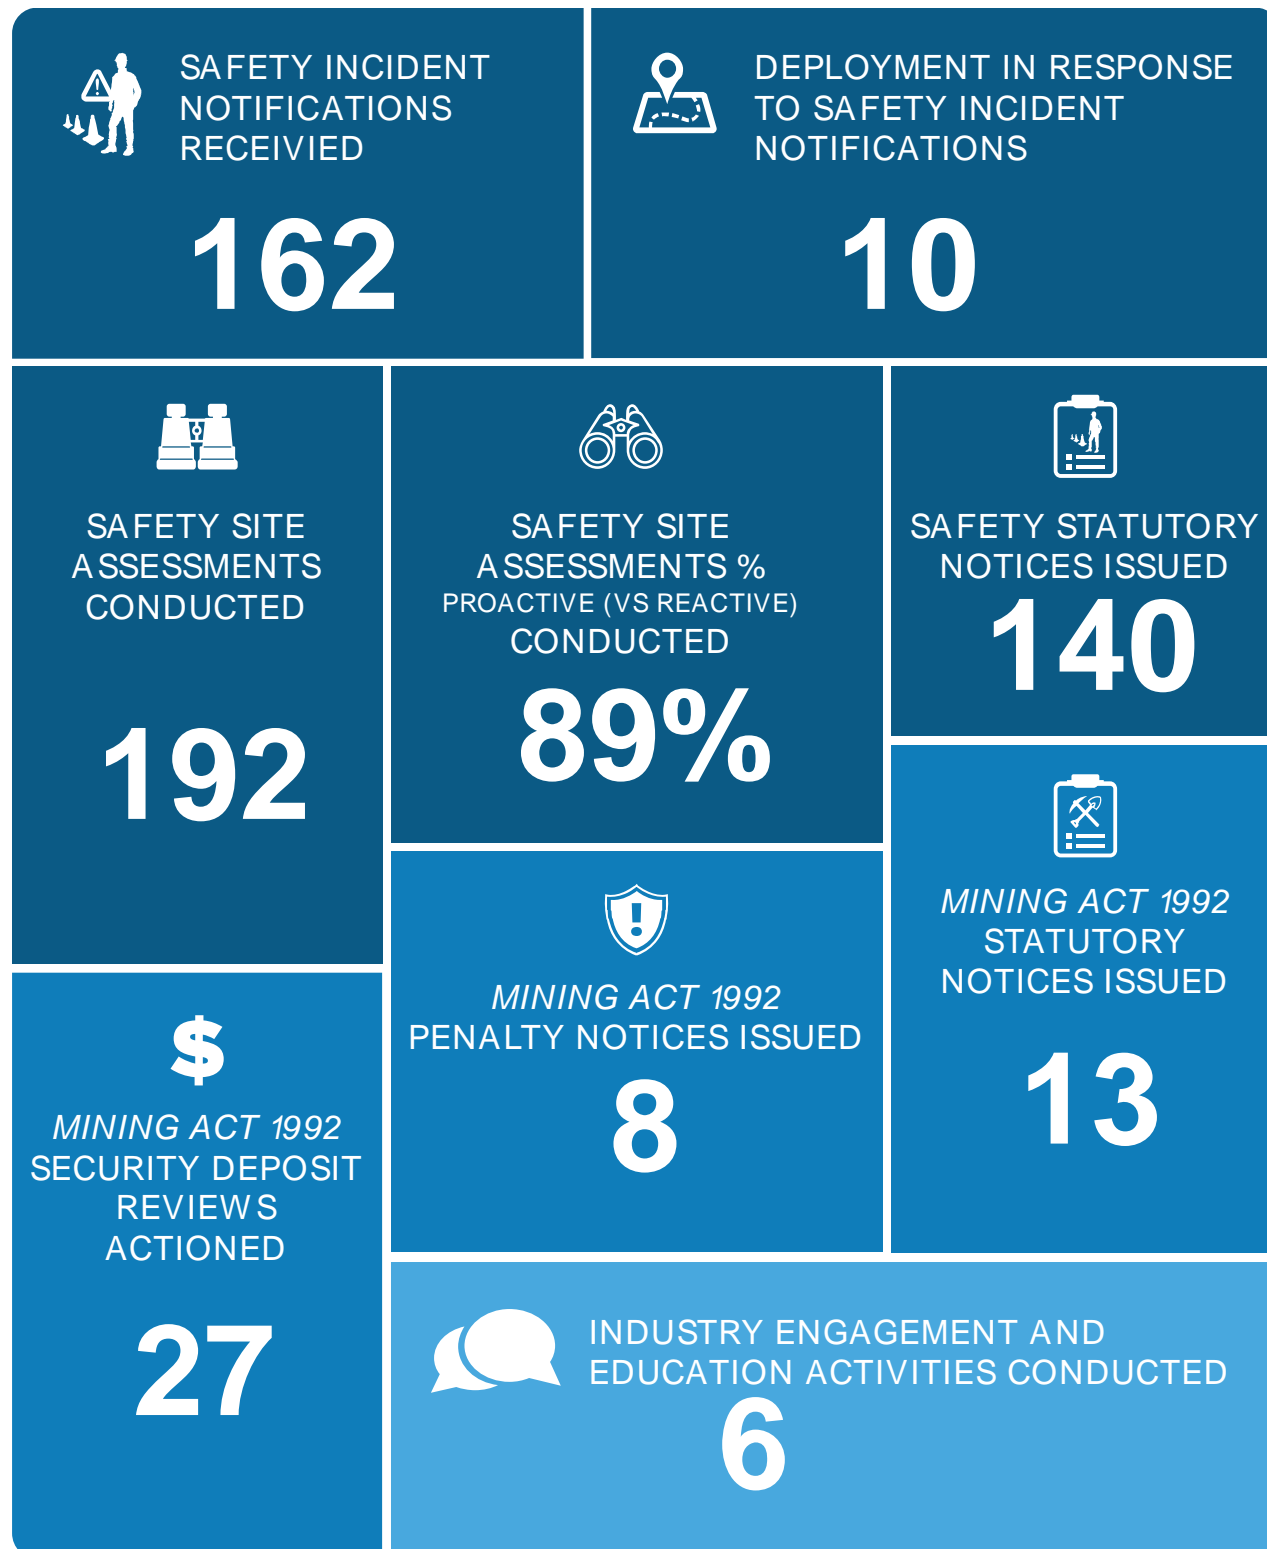 SAFETY INCIDENT
NOTIFICATIONS
RECEIVIED
162
DEPLOYMENT IN RESPONSE
TO SAFETY INCIDENT
NOTIFICATIONS
10
SAFETY SITE
ASSESSMENTS
CONDUCTED
192
SAFETY SITE
ASSESSMENTS %
PROACTIVE (VS REACTIVE)
CONDUCTED
89%
SAFETY STATUTORY
NOTICES ISSUED
140
MINING ACT 1992
STATUTORY
NOTICES ISSUED
13
MINING ACT 1992
PENALTY NOTICES ISSUED
8
$
MINING ACT 1992
SECURITY DEPOSIT
REVIEWS
ACTIONED
27
INDUSTRY ENGAGEMENT AND
EDUCATION ACTIVITIES CONDUCTED
6